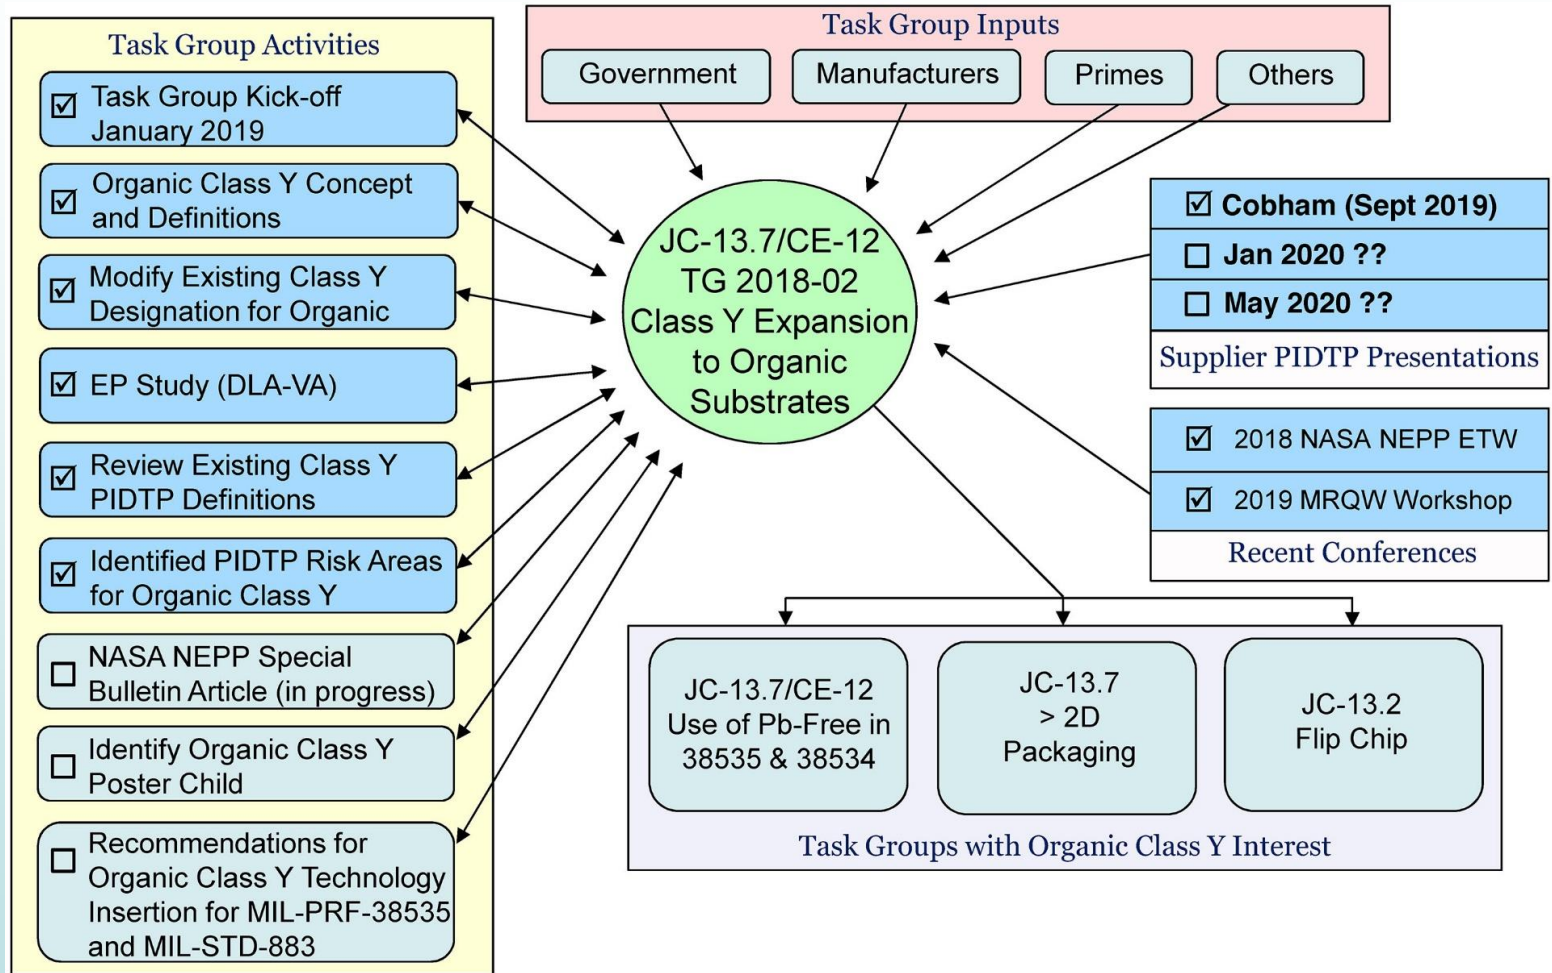 Task Group Activities
Task Group Kick-off
January 2019
Organic Class Y Concept
and Definitions
Modify Existing Class Y
Designation for Organic
EP Study (DLA-VA)
Review Existing Class Y
PIDTP Definitions
Identified PIDTP Risk Areas
for Organic Class Y
NASA NEPP Special
Bulletin Article (in progress)
Identify Organic Class Y
Poster Child
Recommendations for
Organic Class Y Technology
Insertion for MIL-PRF-38535
and MIL-STD-883
Task Group Inputs
Government
Manufacturers
Primes
Others
JC-13.7/CE-12
TG 2018-02
Class Y Expansion
to Organic
Substrates
Cobham (Sept 2019)
Jan 2020 ??
May 2020 ??
Supplier PIDTP Presentations
2018 NASA NEPP ETW
2019 MRQW Workshop
Recent Conferences
JC-13.7/CE-12
Use of Pb-Free in
38535 & 38534
JC-13.7
> 2D
Packaging
JC-13.2
Flip Chip
Task Groups with Organic Class Y Interest